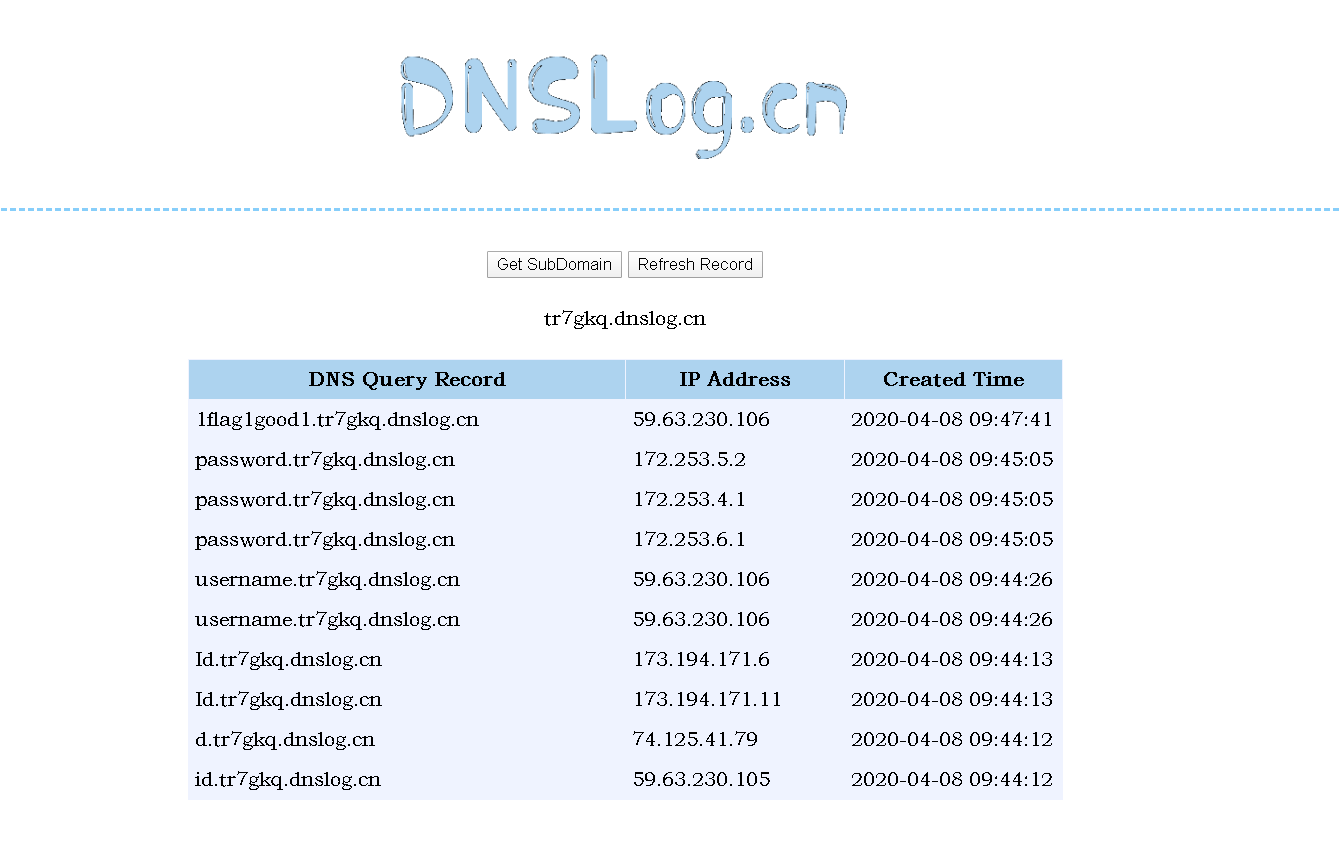 DNSLog.cn
Get SubDomain Refresh Record
tr7gkq.dnslog.cn
DNS Query Record IP Address Created Time
1flag1good1.tr7gkq.dnslog.cn 59.63.230.106 2020-04-08 09:47:41
password.tr7gkq.dnslog.cn 172.253.5.2 2020-04-08 09:45:05
password.tr7gkq.dnslog.cn 172.253.4.1 2020-04-08 09:45:05
password.tr7gkq.dnslog.cn 172.253.6.1 2020-04-08 09:45:05
username.tr7gkq.dnslog.cn 59.63.230.106 2020-04-08 09:44:26
username.tr7gkq.dnslog.cn 59.63.230.106 2020-04-08 09:44:26
Id.tr7gkq.dnslog.cn 173.194.171.6 2020-04-08 09:44:13
Id.tr7gkq.dnslog.cn 173.194.171.11 2020-04-08 09:44:13
d.tr7gkq.dnslog.cn 74.125.41.79 2020-04-08 09:44:12
id.tr7gkq.dnslog.cn 59.63.230.105 2020-04-08 09:44:12